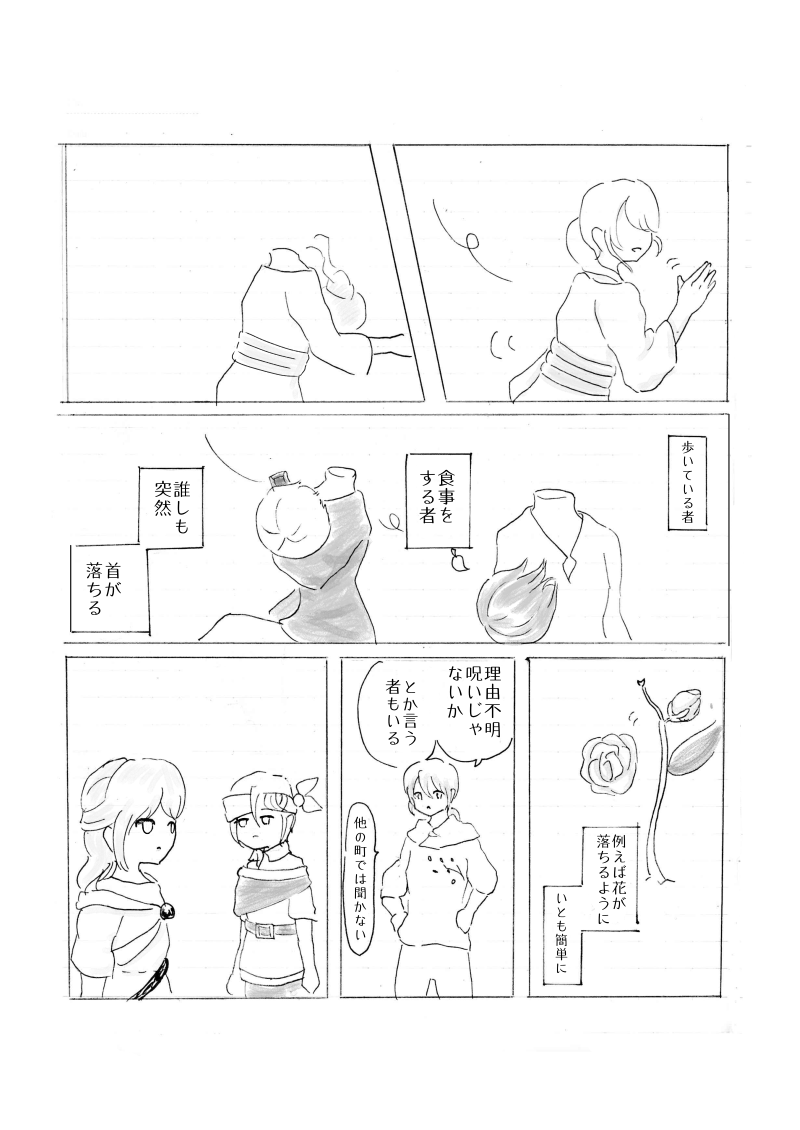 歩いている者
食事を
する者
誰しも
突然
首が
落ちる
例えば花が
落ちるように
いとも簡単に
理由不明
呪いじゃ
ないか
とか言う
者もいる
他の町では聞かない